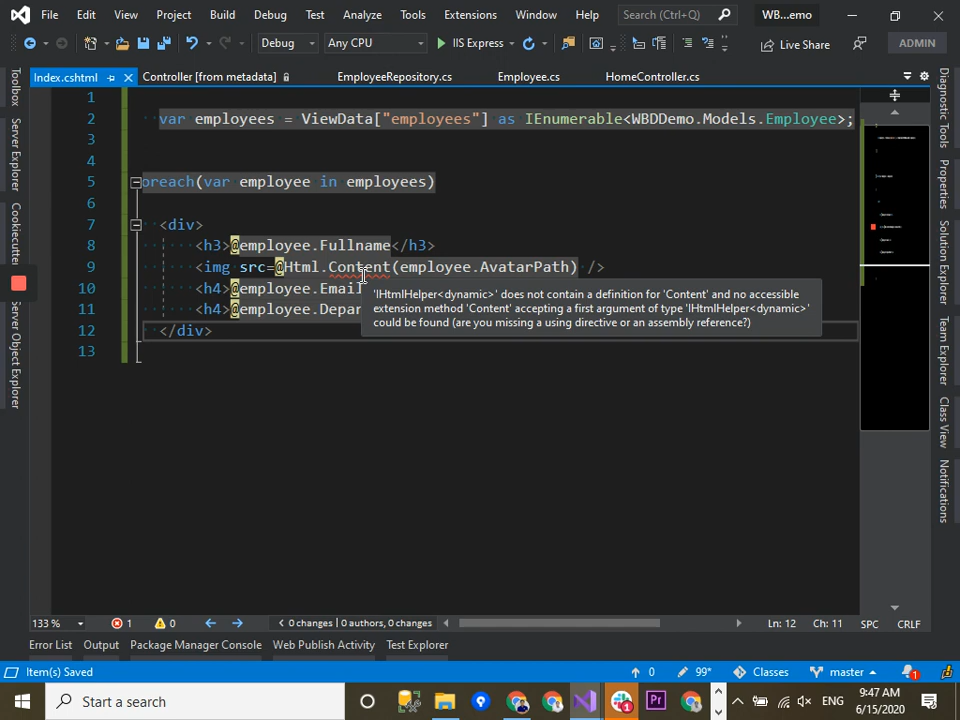 File Edit View Project Build Debug Test Analyze Tools Extensions Window Help Search (Ctrl+Q) WB...emo
Debug Any CPU IIS Express Live Share ADMIN
Index.cshtml Controller [from metadata] EmployeeRepository.cs Employee.cs HomeController.cs
Toolbox
Server Explorer
Cookiecutter
Server Object Explorer
1
2 var employees = ViewData["employees"] as IEnumerable<WBDDemo.Models.Employee>;
3
4
5 oreach(var employee in employees)
6
7 <div>
8 <h3>@employee.Fullname</h3>
9 <img src=@Html.Content(employee.AvatarPath) />
10 <h4>@employee.Email
11 <h4>@employee.Depar
12 </div>
13
'IHtmlHelper<dynamic>' does not contain a definition for 'Content' and no accessible
extension method 'Content' accepting a first argument of type 'IHtmlHelper<dynamic>'
could be found (are you missing a using directive or an assembly reference?)
Diagnostic Tools
Properties
Solution Explorer
Team Explorer
Class View
Notifications
133 % 1 0 0 changes | 0 authors, 0 changes Ln: 12 Ch: 11 SPC CRLF
Error List Output Package Manager Console Web Publish Activity Test Explorer
Item(s) Saved 0 99* Classes master 1
Start a search 1 ENG 9:47 AM
6/15/2020